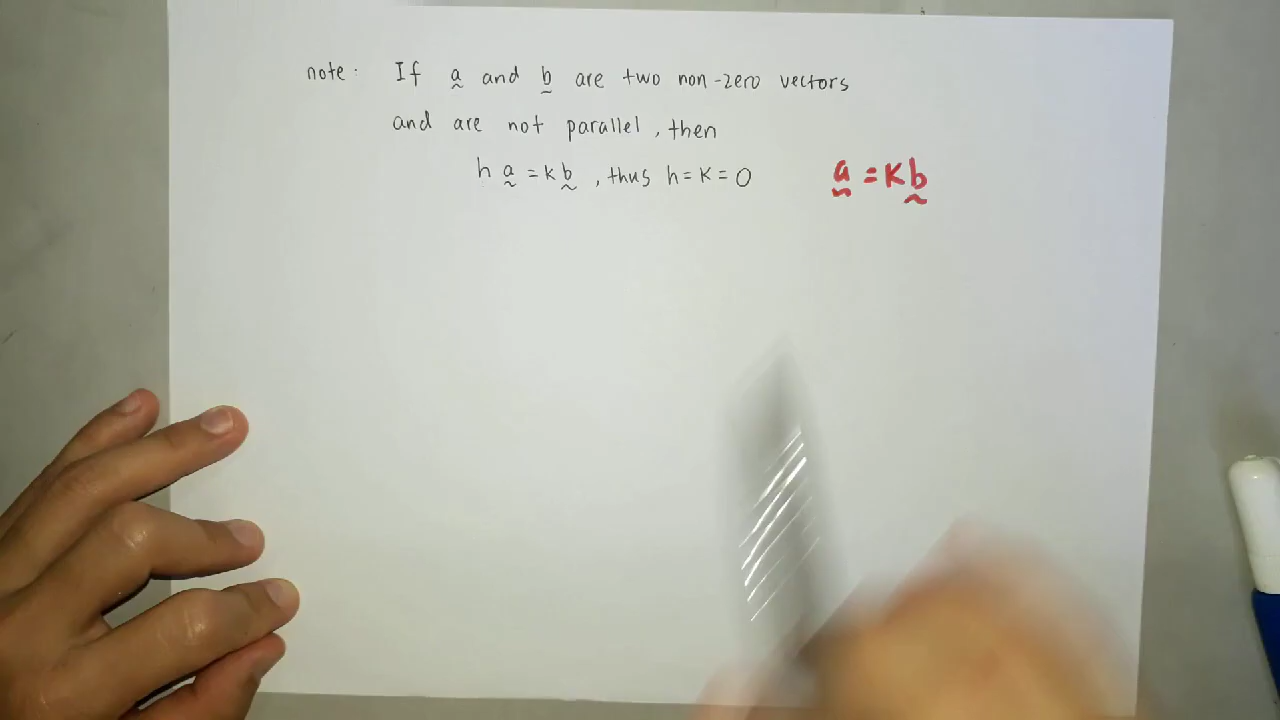 note: If a̰ and b̰ are two non-zero vectors
and are not parallel, then
h a̰ = k b̰, thus h = k = 0
a̰ = k b̰